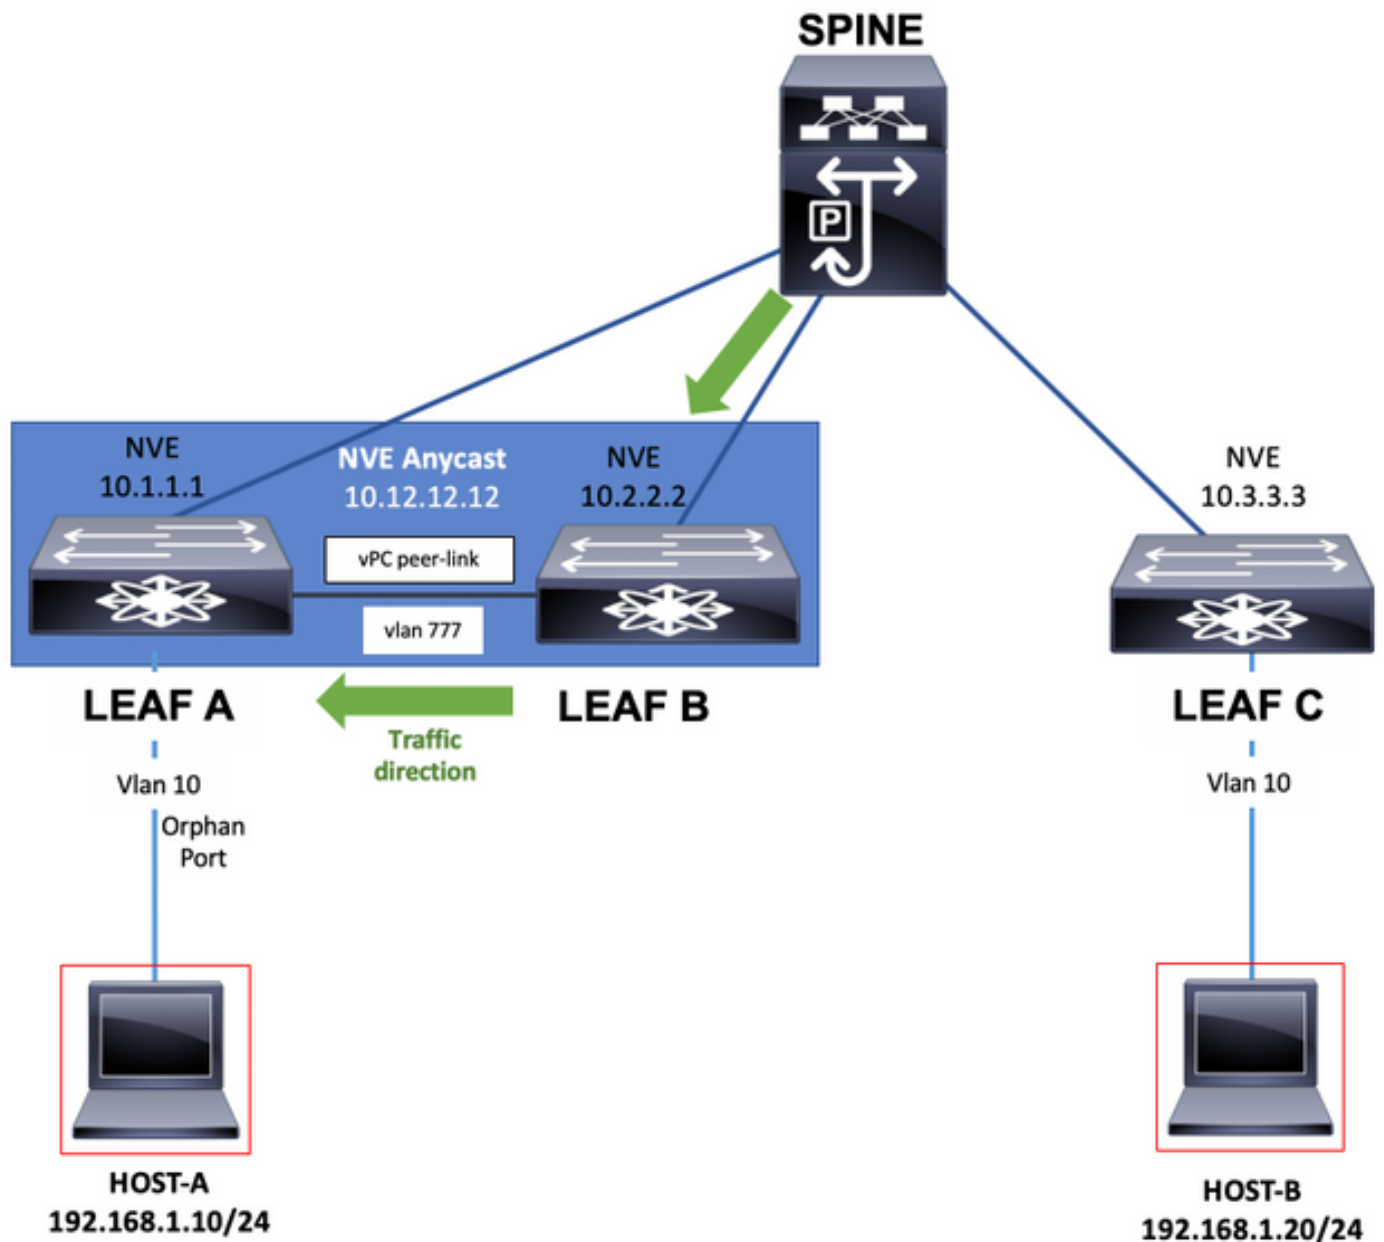 SPINE
P
NVE
10.1.1.1
NVE Anycast
10.12.12.12
NVE
10.2.2.2
NVE
10.3.3.3
vPC peer-link
vlan 777
LEAF A
LEAF B
LEAF C
Traffic
direction
Vlan 10
Orphan
Port
Vlan 10
HOST-A
192.168.1.10/24
HOST-B
192.168.1.20/24